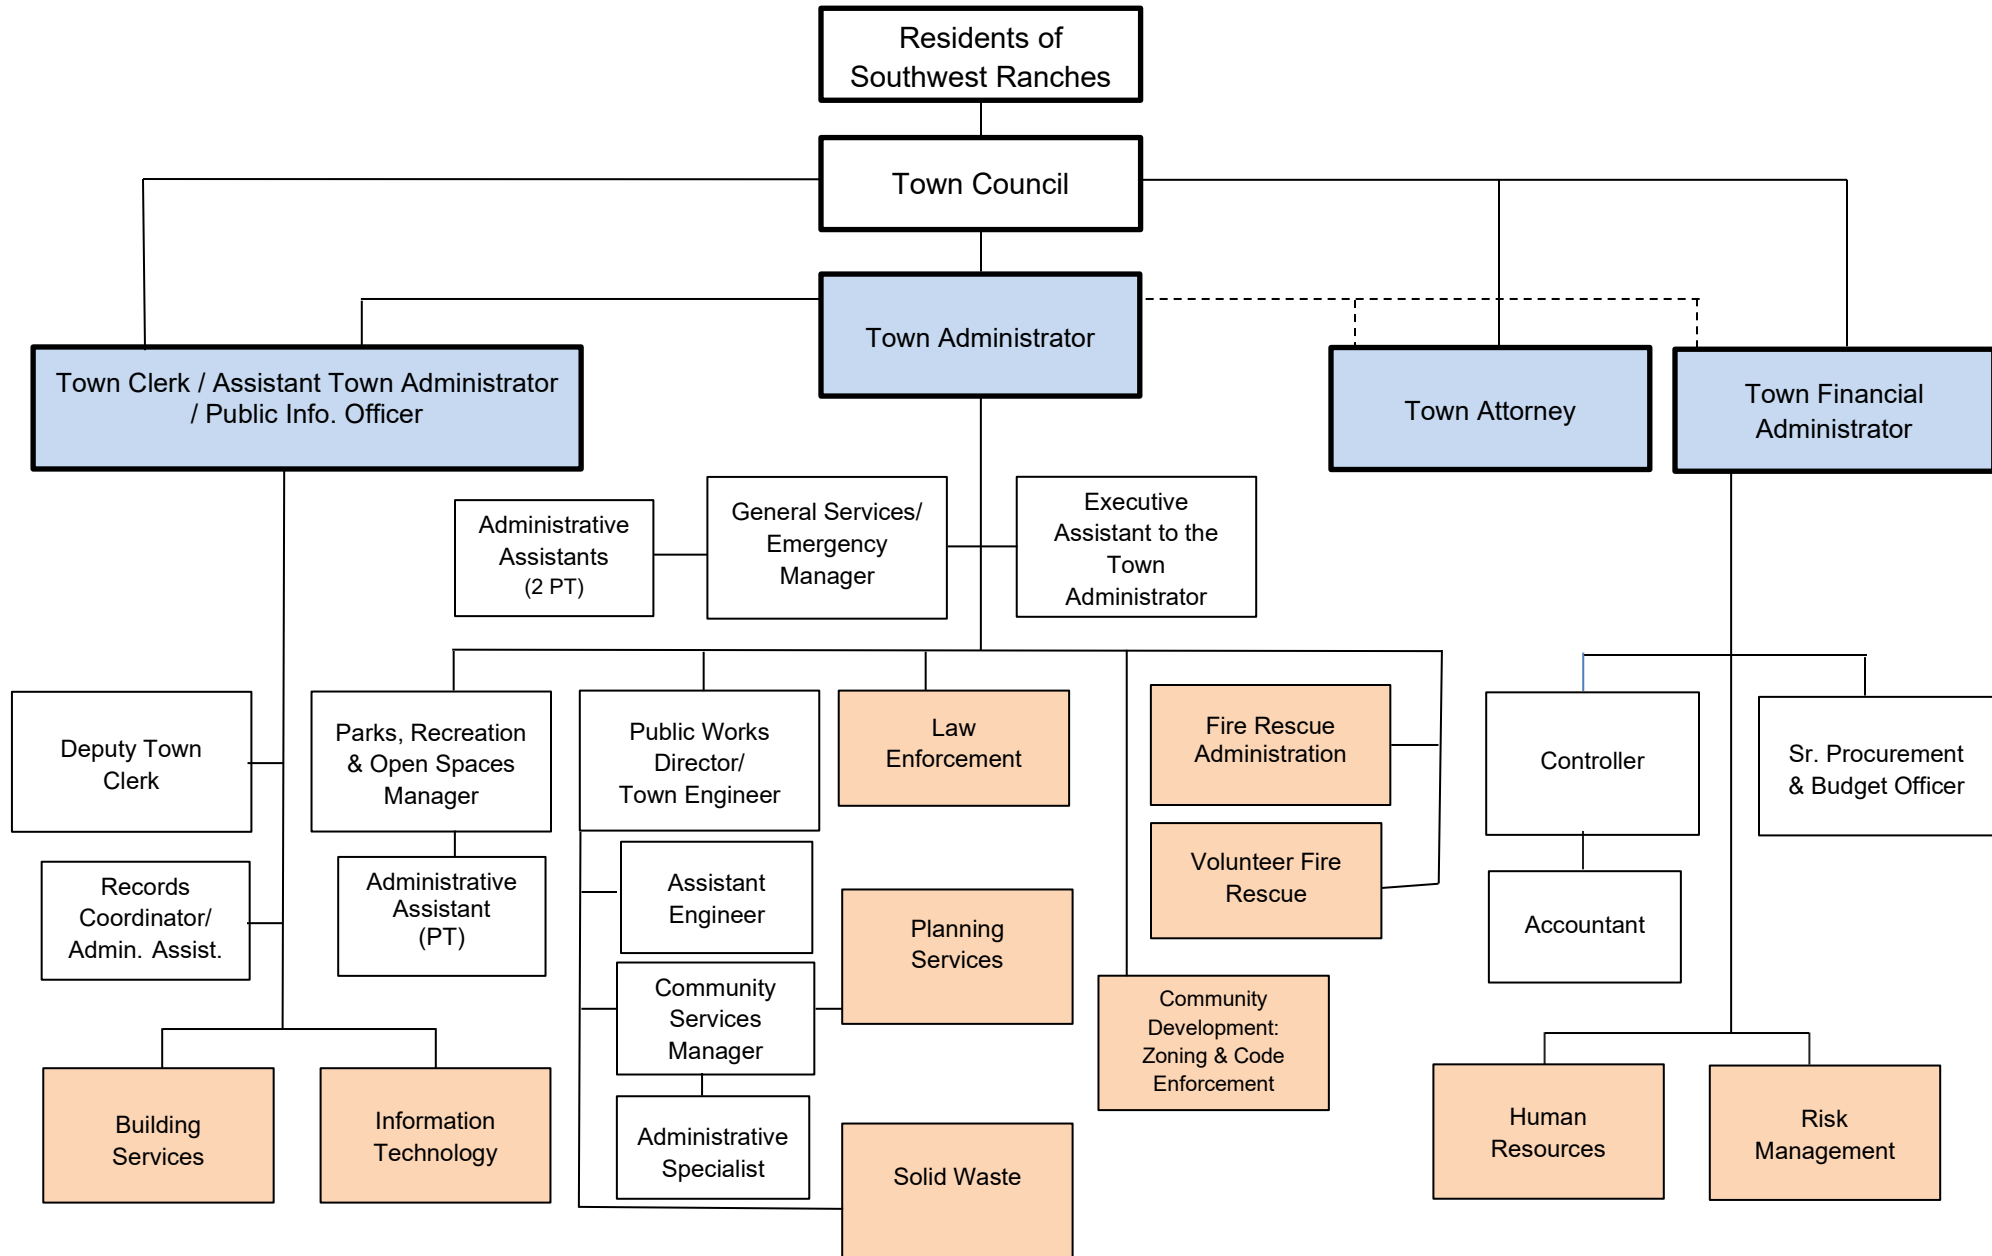 Residents of
Southwest Ranches
Town Council
Town Administrator
Town Clerk / Assistant Town Administrator
/ Public Info. Officer
Town Attorney
Town Financial
Administrator
Administrative
Assistants
(2 PT)
General Services/
Emergency
Manager
Executive
Assistant to the
Town
Administrator
Deputy Town
Clerk
Parks, Recreation
& Open Spaces
Manager
Public Works
Director/
Town Engineer
Law
Enforcement
Fire Rescue
Administration
Controller
Sr. Procurement
& Budget Officer
Records
Coordinator/
Admin. Assist.
Administrative
Assistant
(PT)
Assistant
Engineer
Planning
Services
Volunteer Fire
Rescue
Accountant
Community
Services
Manager
Community
Development:
Zoning & Code
Enforcement
Building
Services
Information
Technology
Administrative
Specialist
Solid Waste
Human
Resources
Risk
Management